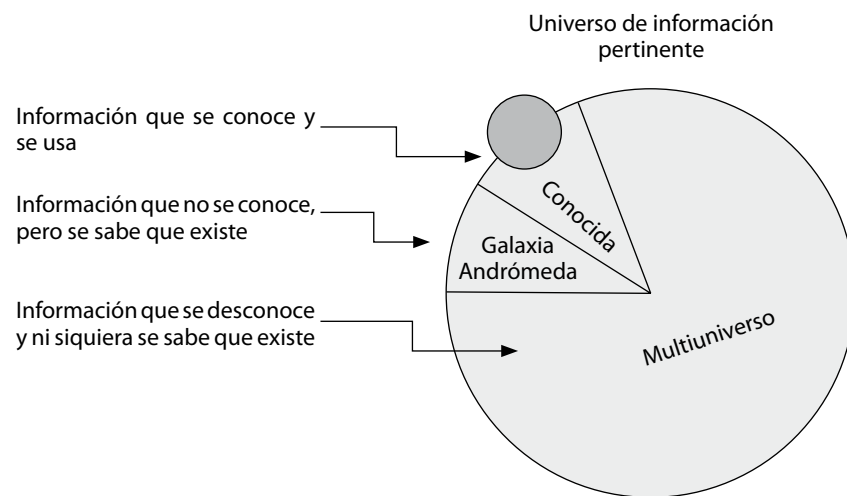 Universo de información
pertinente
Información que se conoce y
se usa
Información que no se conoce,
pero se sabe que existe
Información que se desconoce
y ni siquiera se sabe que existe
Conocida
Galaxia
Andrómeda
Multiuniverso